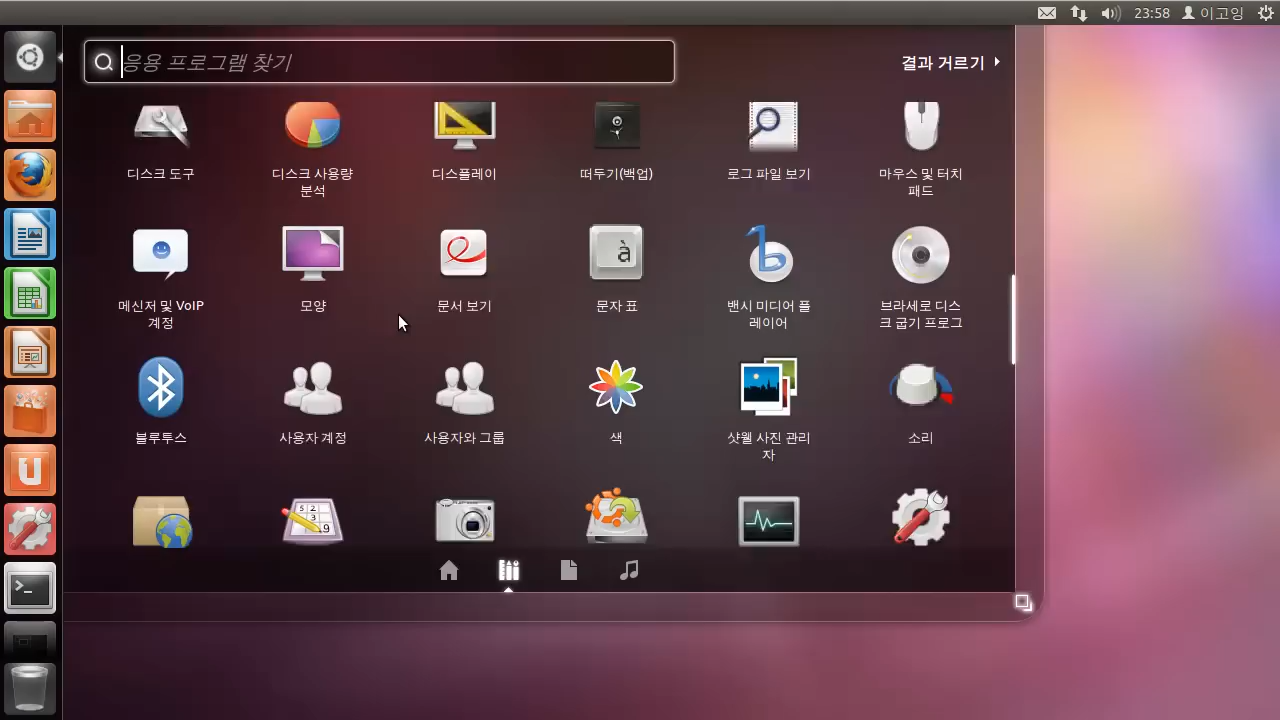 23:58 이고잉
응용 프로그램 찾기
결과 거르기
디스크 도구
디스크 사용량
분석
디스플레이
떠두기(백업)
로그 파일 보기
마우스 및 터치
패드
메신저 및 VoIP
계정
모양
문서 보기
문자 표
밴시 미디어 플
레이어
브라세로 디스
크 굽기 프로그
블루투스
사용자 계정
사용자와 그룹
색
샷웰 사진 관리
자
소리